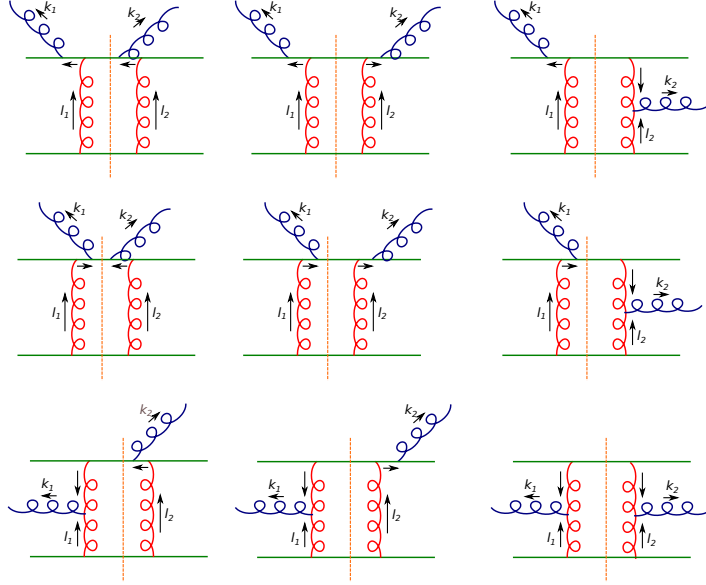 k₁ k₂ k₁ k₂ k₁
k₂
l₁ l₂ l₁ l₂ l₁ l₂
k₁ k₂ k₁ k₂ k₁
k₂
l₁ l₂ l₁ l₂ l₁ l₂
k₂ k₂
k₁ k₁ k₁ k₂
l₁ l₂ l₁ l₂ l₁ l₂